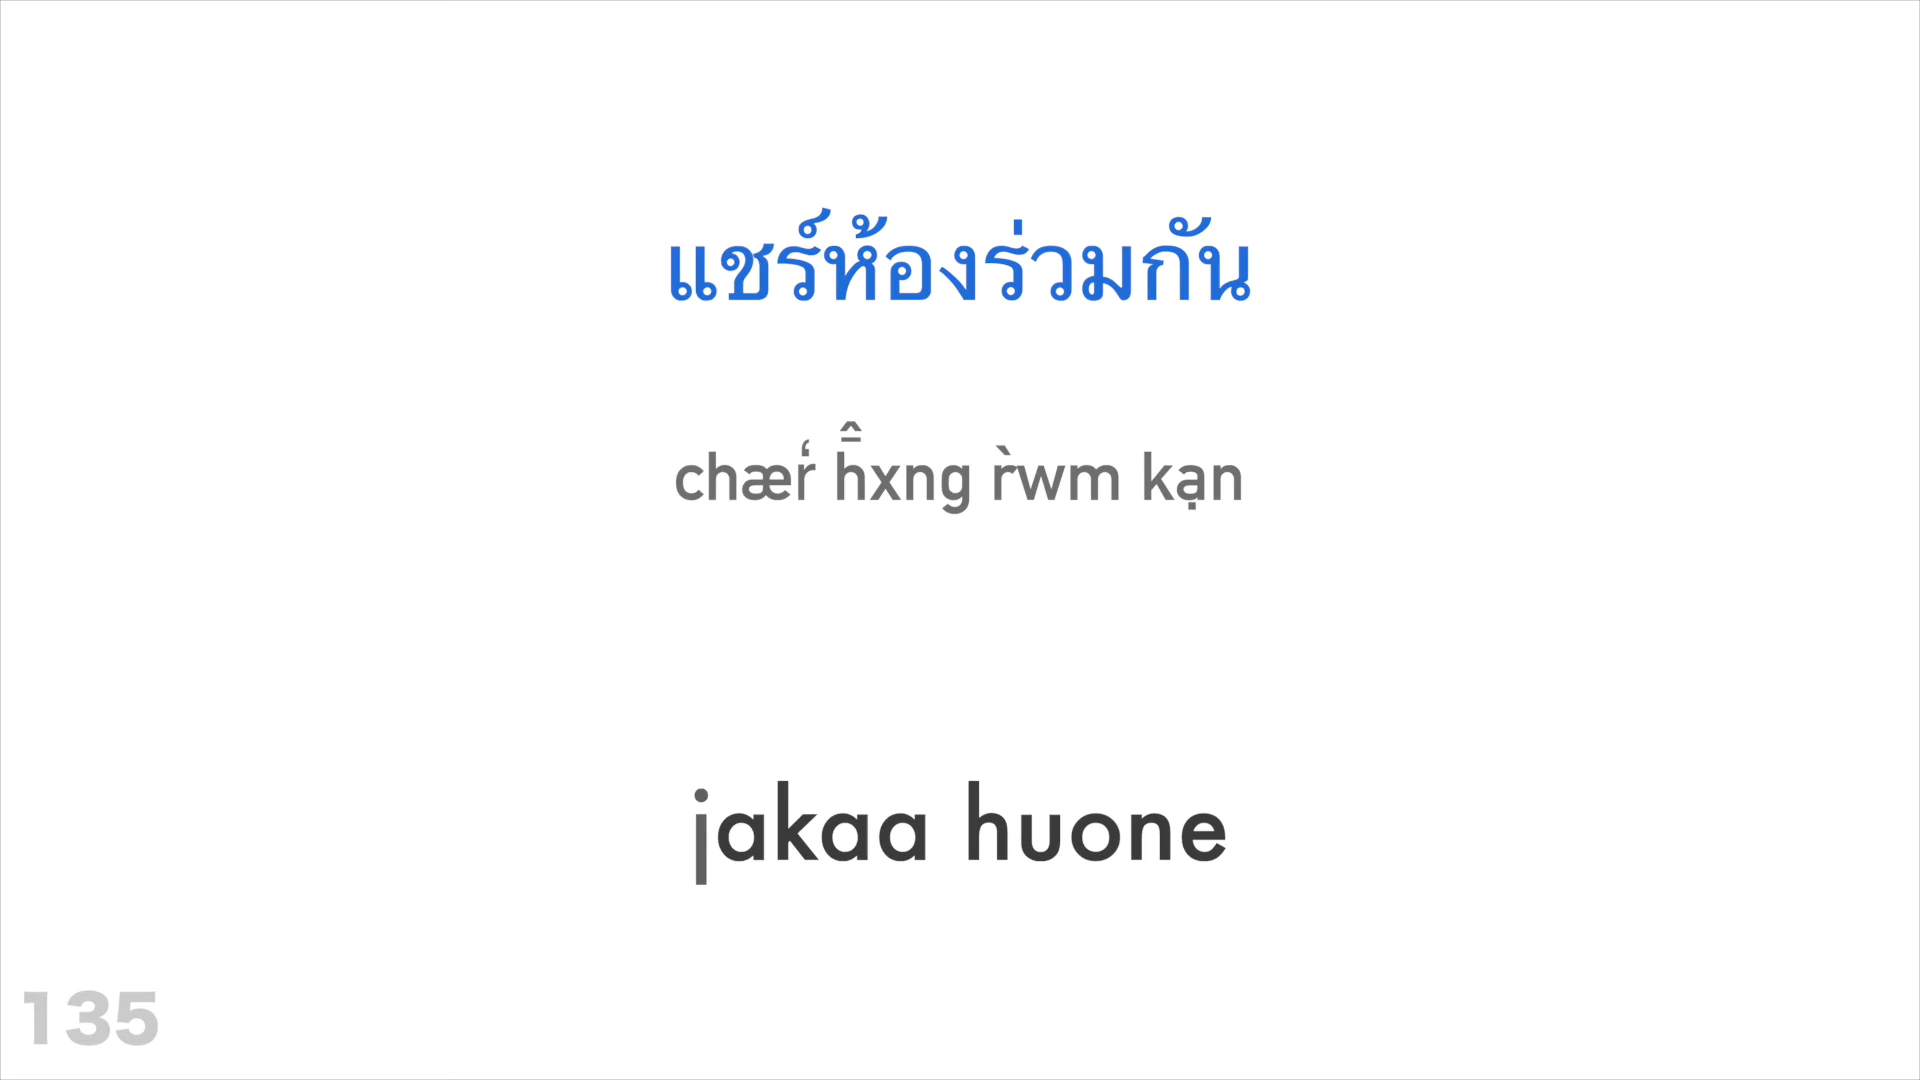 แชร์ห้องร่วมกัน
chær̒ h̄̂xng r̀wm kạn
jakaa huone
135